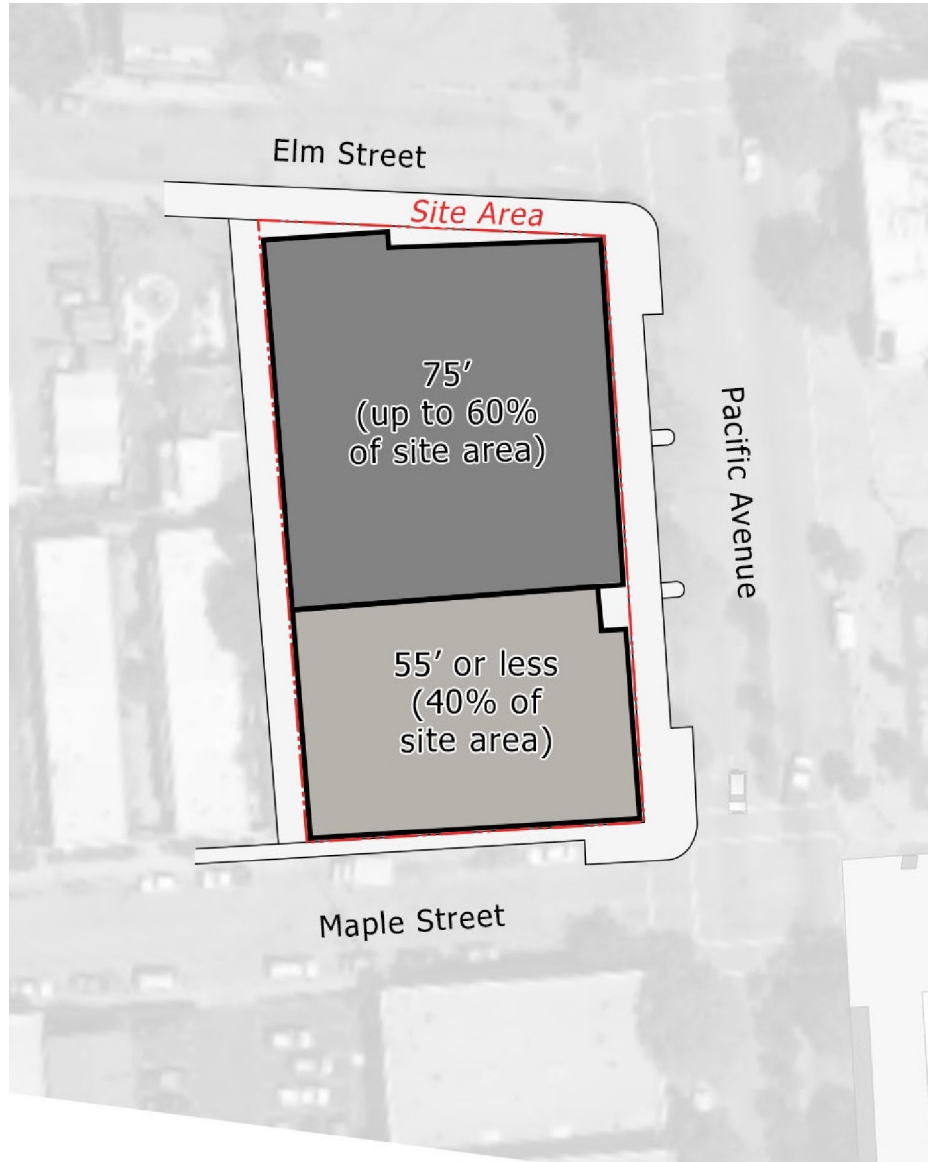 Elm Street
Site Area
75’
(up to 60%
of site area)
Pacific Avenue
55’ or less
(40% of
site area)
Maple Street